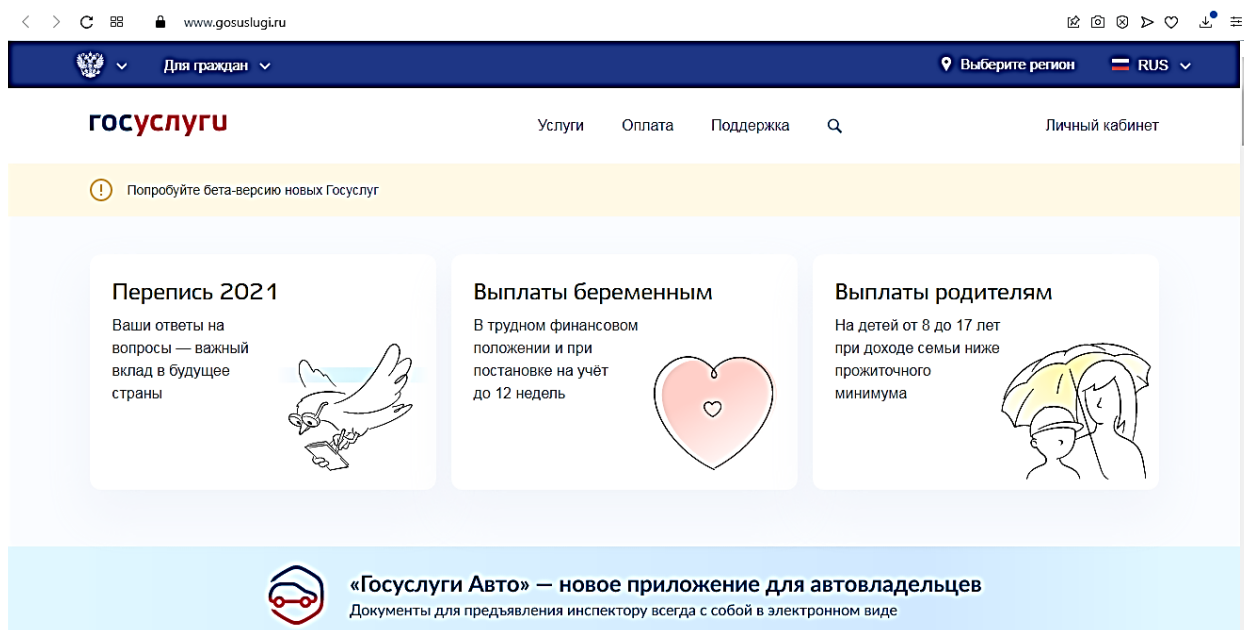 www.gosuslugi.ru
Для граждан
Выберите регион
RUS
госуслуги
Услуги
Оплата
Поддержка
Личный кабинет
Попробуйте бета-версию новых Госуслуг
Перепись 2021
Ваши ответы на
вопросы — важный
вклад в будущее
страны
Выплаты беременным
В трудном финансовом
положении и при
постановке на учёт
до 12 недель
Выплаты родителям
На детей от 8 до 17 лет
при доходе семьи ниже
прожиточного
минимума
«Госуслуги Авто» — новое приложение для автовладельцев
Документы для предъявления инспектору всегда с собой в электронном виде